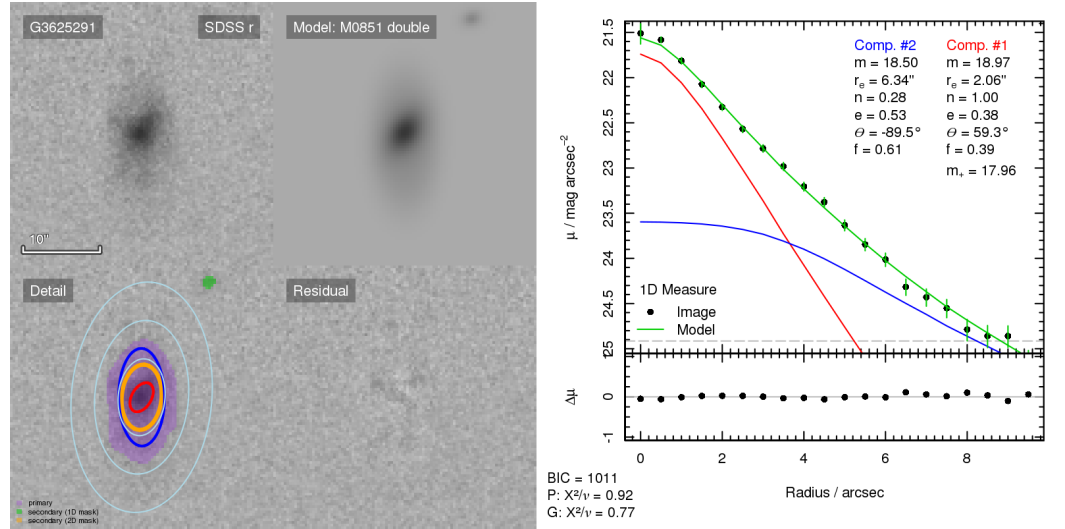 G3625291
SDSS r
Model: M0851 double
10"
Detail
Residual
primary
secondary (1D mask)
secondary (2D mask)
21.5
22
22.5
23
23.5
24
24.5
25
μ / mag arcsec⁻²
Comp. #2
m = 18.50
rₑ = 6.34"
n = 0.28
e = 0.53
Θ = -89.5°
f = 0.61
Comp. #1
m = 18.97
rₑ = 2.06"
n = 1.00
e = 0.38
Θ = 59.3°
f = 0.39
m₊ = 17.96
1D Measure
Image
Model
Δμ
0
-1
0
2
4
6
8
Radius / arcsec
BIC = 1011
P: X²/ν = 0.92
G: X²/ν = 0.77